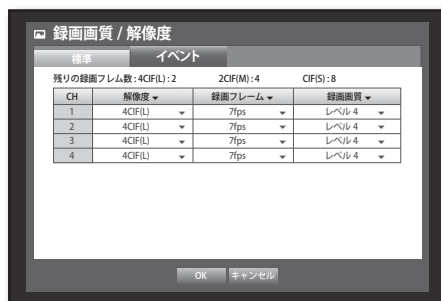 録画画質 / 解像度
標準 イベント
残りの録画フレム数 : 4CIF(L) : 2 2CIF(M) : 4 CIF(S) : 8
CH 解像度 録画フレーム 録画画質
1 4CIF(L) 7fps レベル 4
2 4CIF(L) 7fps レベル 4
3 4CIF(L) 7fps レベル 4
4 4CIF(L) 7fps レベル 4
OK キャンセル